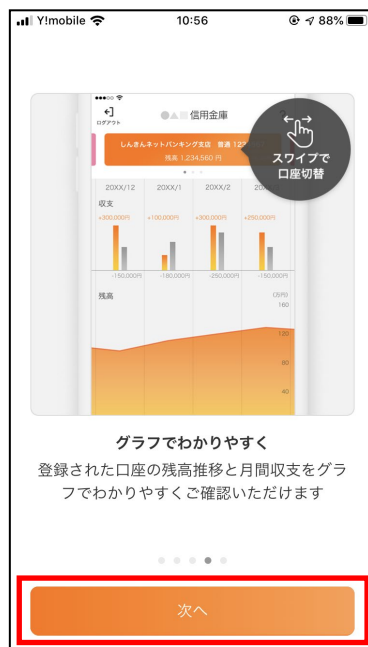 Y!mobile 10:56 88%
ログアウト
●▲■信用金庫
しんきんネットバンキング支店 普通 12
残高 1,234,560 円
スワイプで
口座切替
20XX/12 20XX/1 20XX/2
収支
+300,000円 +100,000円 +300,000円 +250,000円
-150,000円 -180,000円 -250,000円 -150,000円
残高 (万円)
160
120
80
40
グラフでわかりやすく
登録された口座の残高推移と月間収支をグラ
フでわかりやすくご確認いただけます
次へ